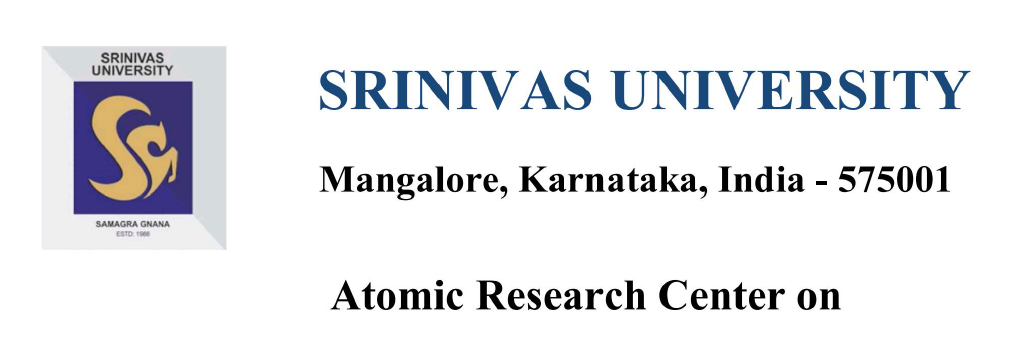 SRINIVAS
UNIVERSITY
SAMAGRA GNANA
ESTD: 1988
SRINIVAS UNIVERSITY
Mangalore, Karnataka, India - 575001
Atomic Research Center on